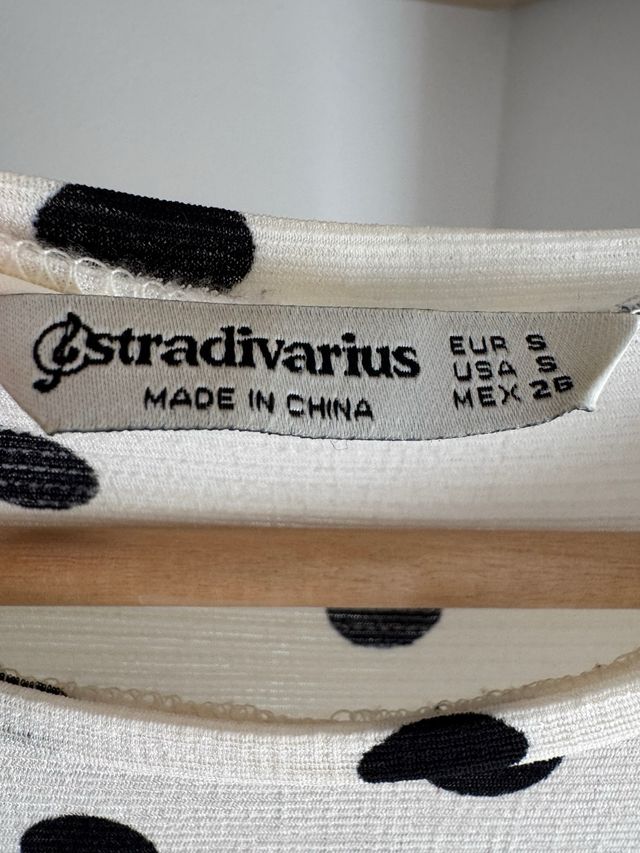 stradivarius
MADE IN CHINA
EUR S
USA S
MEX 26